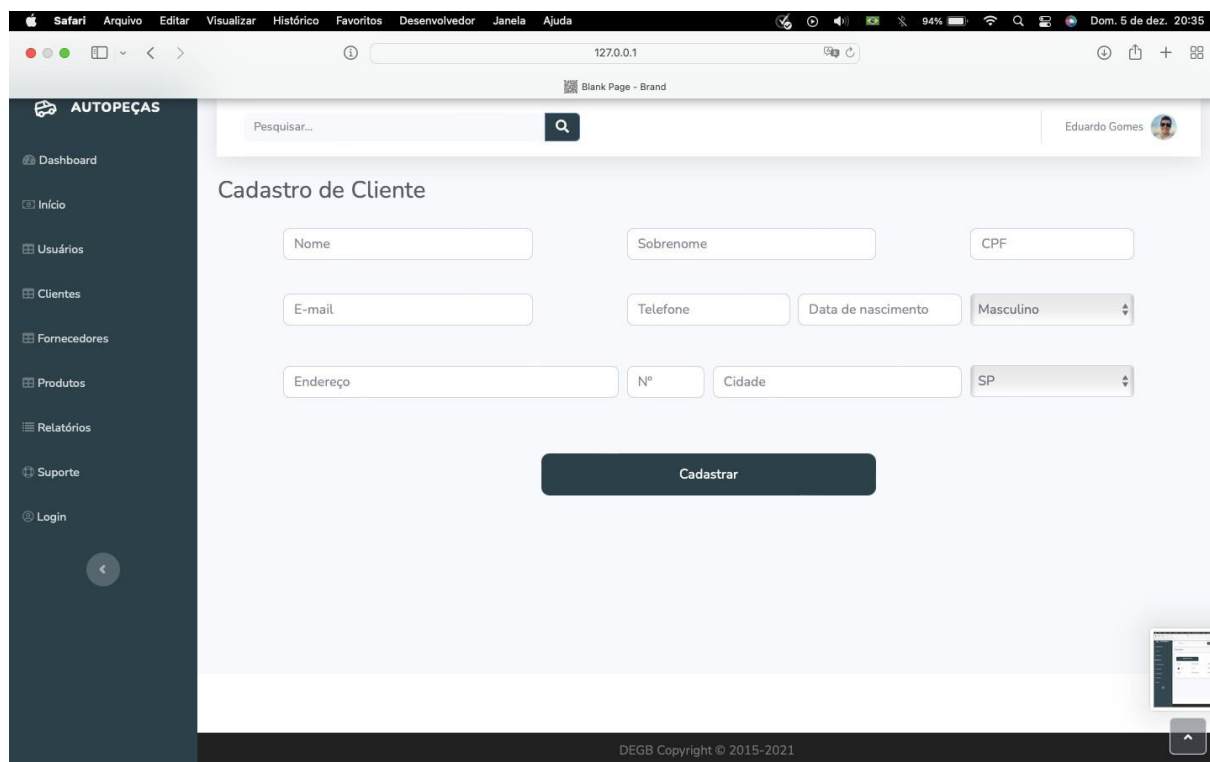 Safari Arquivo Editar Visualizar Histórico Favoritos Desenvolvedor Janela Ajuda 94% Dom. 5 de dez. 20:35
127.0.0.1
Blank Page - Brand
AUTOPEÇAS
Pesquisar...
Eduardo Gomes
Dashboard
Início
Usuários
Clientes
Fornecedores
Produtos
Relatórios
Suporte
Login
Cadastro de Cliente
Nome Sobrenome CPF
E-mail Telefone Data de nascimento Masculino
Endereço Nº Cidade SP
Cadastrar
DEGB Copyright © 2015-2021